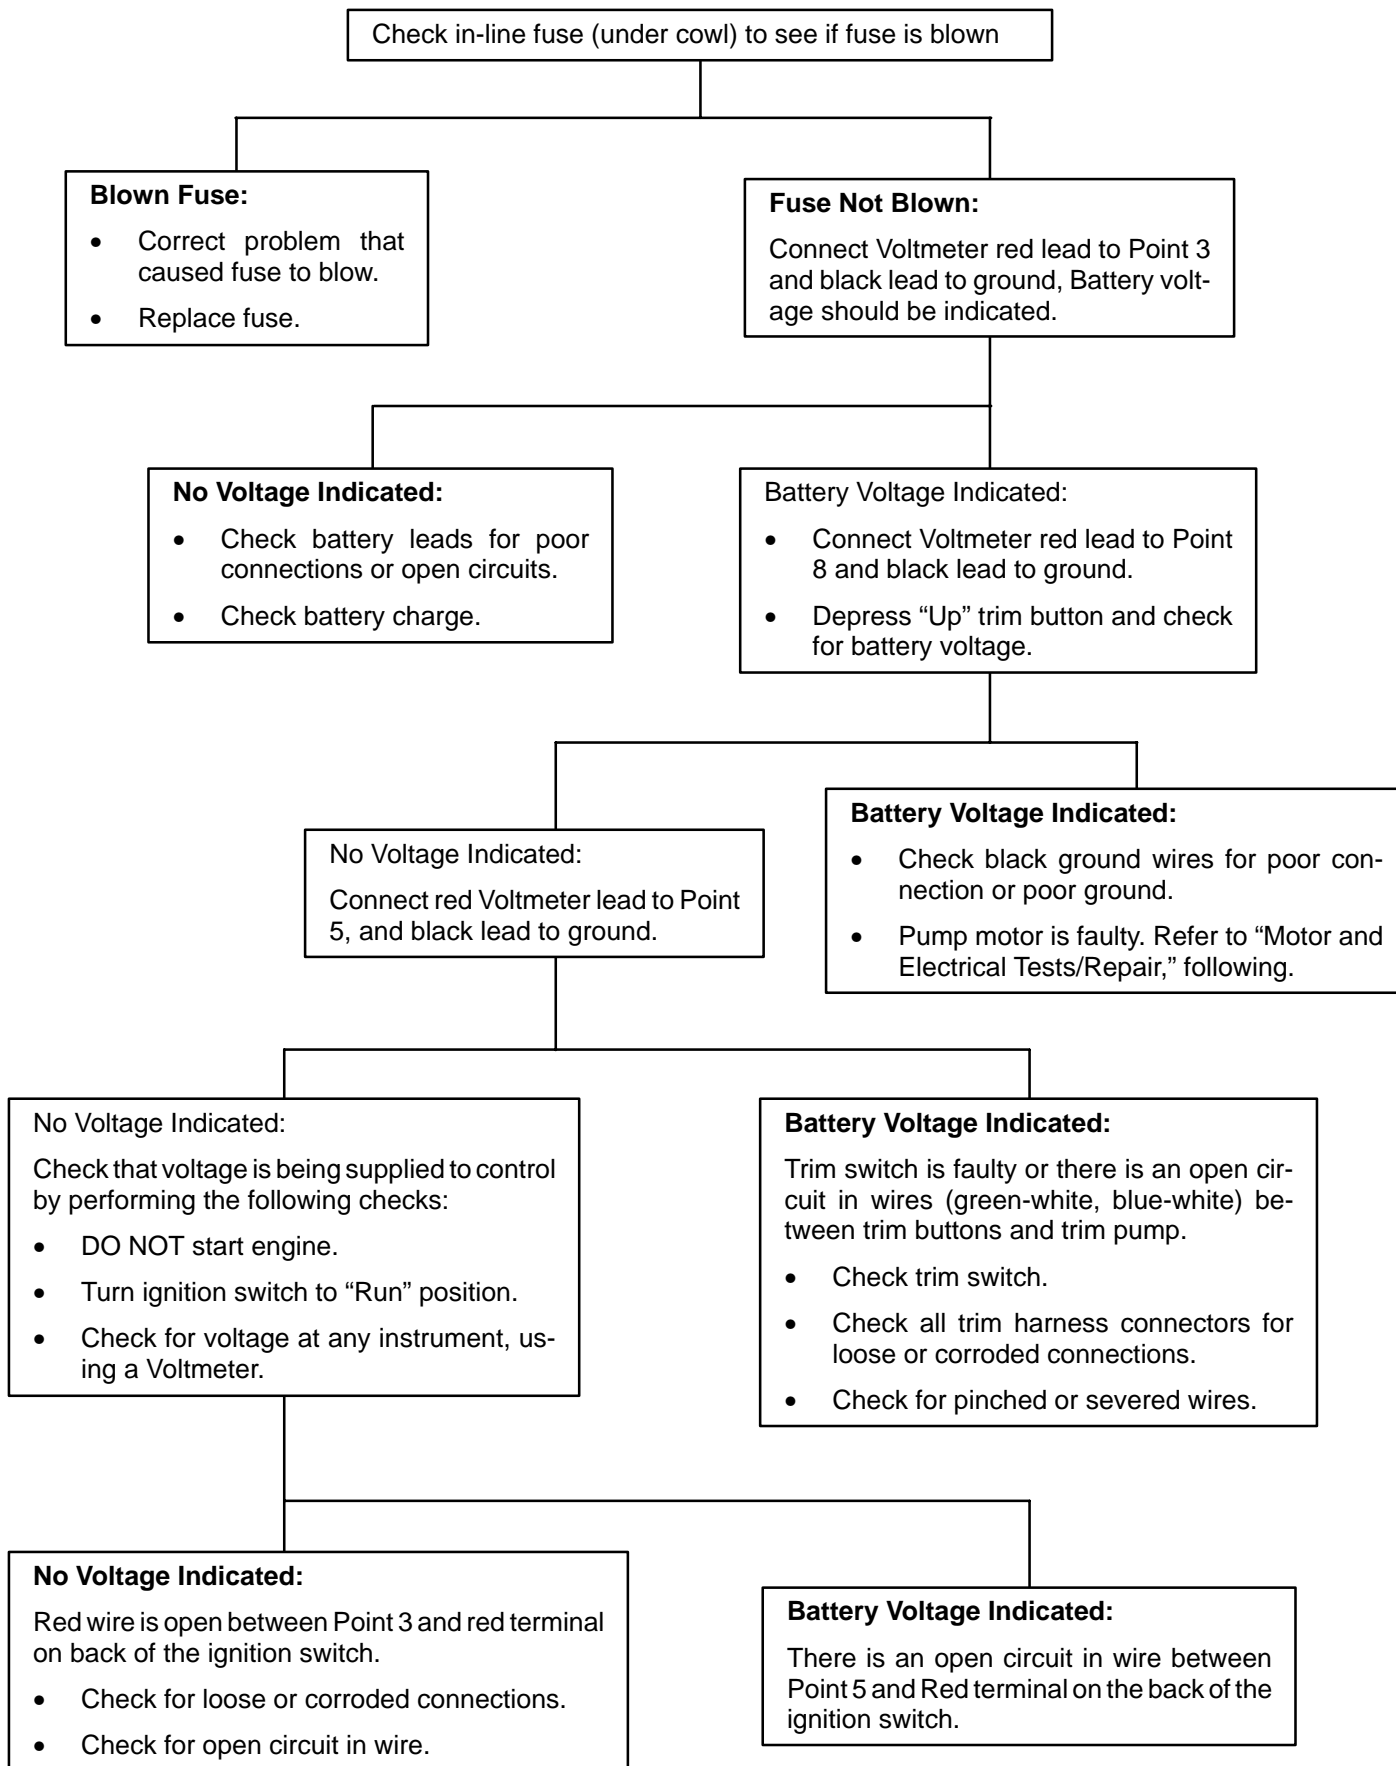 Check in-line fuse (under cowl) to see if fuse is blown
Blown Fuse:
• Correct problem that
caused fuse to blow.
• Replace fuse.
Fuse Not Blown:
Connect Voltmeter red lead to Point 3
and black lead to ground, Battery volt-
age should be indicated.
No Voltage Indicated:
• Check battery leads for poor
connections or open circuits.
• Check battery charge.
Battery Voltage Indicated:
• Connect Voltmeter red lead to Point
8 and black lead to ground.
• Depress “Up” trim button and check
for battery voltage.
No Voltage Indicated:
Connect red Voltmeter lead to Point
5, and black lead to ground.
Battery Voltage Indicated:
• Check black ground wires for poor con-
nection or poor ground.
• Pump motor is faulty. Refer to “Motor and
Electrical Tests/Repair,” following.
No Voltage Indicated:
Check that voltage is being supplied to control
by performing the following checks:
• DO NOT start engine.
• Turn ignition switch to “Run” position.
• Check for voltage at any instrument, us-
ing a Voltmeter.
Battery Voltage Indicated:
Trim switch is faulty or there is an open cir-
cuit in wires (green-white, blue-white) be-
tween trim buttons and trim pump.
• Check trim switch.
• Check all trim harness connectors for
loose or corroded connections.
• Check for pinched or severed wires.
No Voltage Indicated:
Red wire is open between Point 3 and red terminal
on back of the ignition switch.
• Check for loose or corroded connections.
• Check for open circuit in wire.
Battery Voltage Indicated:
There is an open circuit in wire between
Point 5 and Red terminal on the back of the
ignition switch.